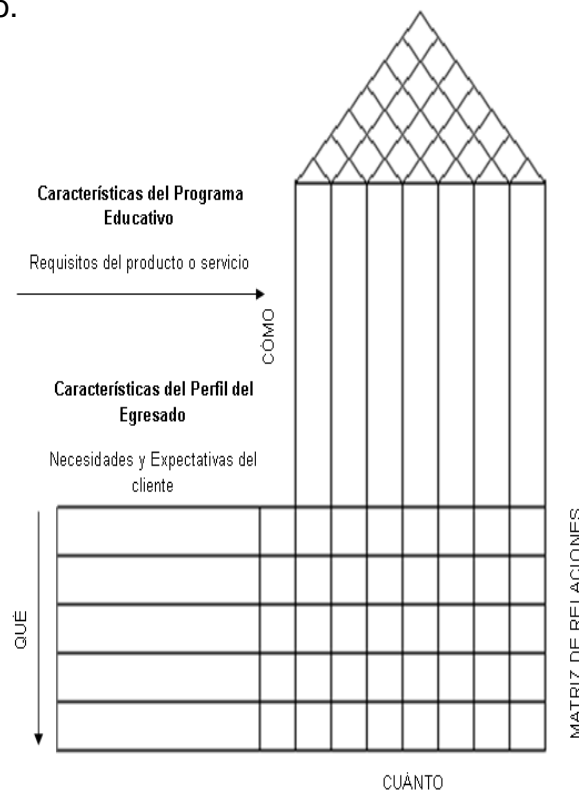 o.
Características del Programa
Educativo
Requisitos del producto o servicio
CÓMO
Características del Perfil del
Egresado
Necesidades y Expectativas del
cliente
QUÉ
MATRIZ DE RELACIONES
CUÁNTO